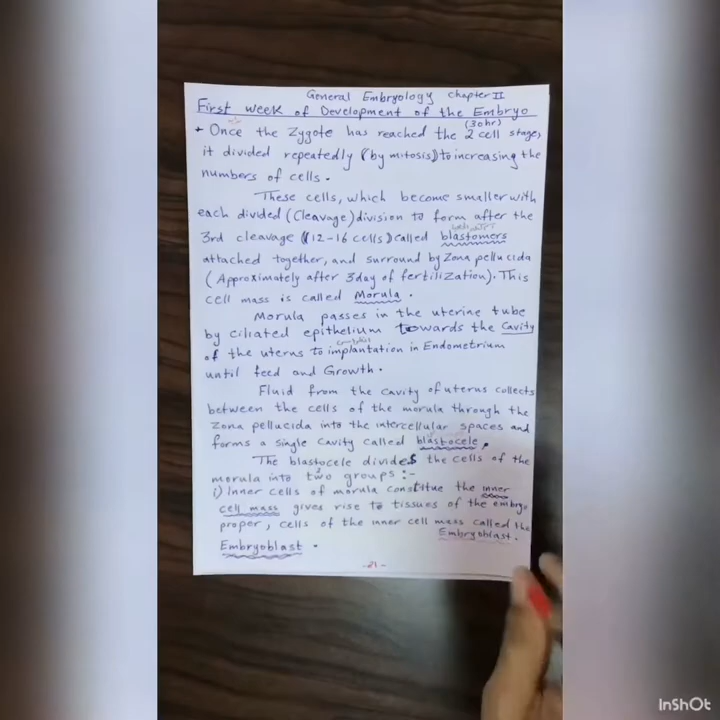 General Embryology Chapter II
First week of Development of the Embryo
(30hr)
+ Once the Zygote has reached the 2 cell stage,
it divided repeatedly (by mitosis) to increasing the
numbers of cells.
These cells, which become smaller with
each divided (Cleavage) division to form after the
3rd cleavage (12-16 cells) called blastomers
attached together, and surround by Zona pellucida
(Approximately after 3day of fertilization). This
cell mass is called Morula.
Morula passes in the uterine tube
by ciliated epithelium towards the Cavity
of the uterus to implantation in Endometrium
until feed and Growth.
Fluid from the cavity of uterus collects
between the cells of the morula through the
Zona pellucida into the intercellular spaces and
forms a single cavity called blastocele.
The blastocele divides the cells of the
morula into two groups:-
i) Inner cells of morula constitue the inner
cell mass gives rise to tissues of the embryo
proper, cells of the inner cell mass called the
Embryoblast.
Embryoblast.
-21-
InShOt